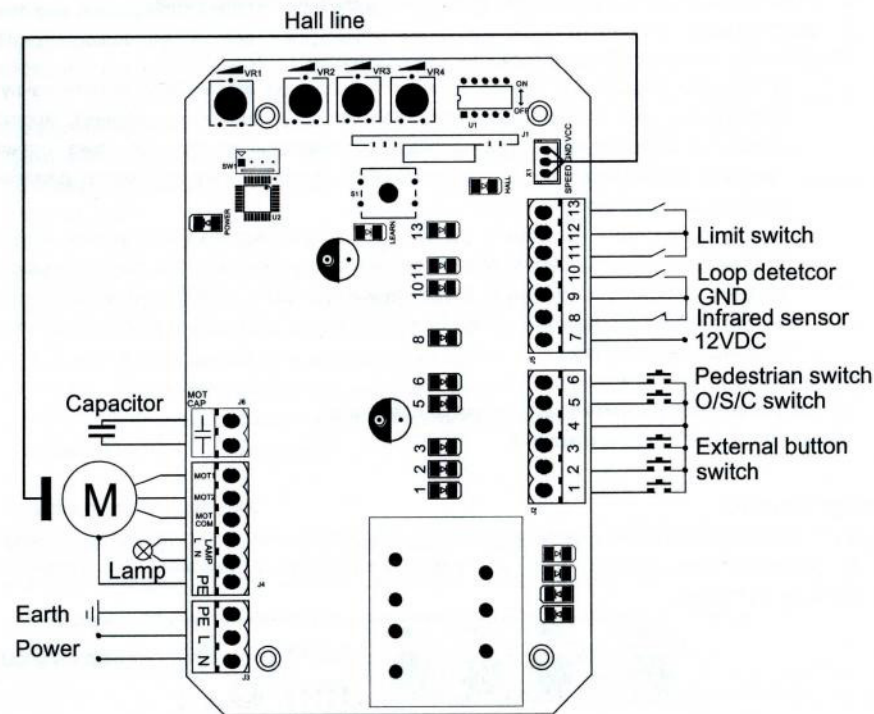 Hall line
VR1
VR2
VR3
VR4
ON
OFF
U1
J1
SW1
U2
S1
HALL
X1
SPEED GND VCC
POWER
LEARN
13
11
10
8
6
5
3
2
1
13
12
11
10
9
8
7
J5
Limit switch
Loop detetcor
GND
Infrared sensor
12VDC
6
5
4
3
2
1
J2
Pedestrian switch
O/S/C switch
External button
switch
Capacitor
MOT
CAP
J6
M
MOT1
MOT2
MOT
COM
L
N
LAMP
PE
J4
Lamp
Earth
Power
PE
L
N
J3